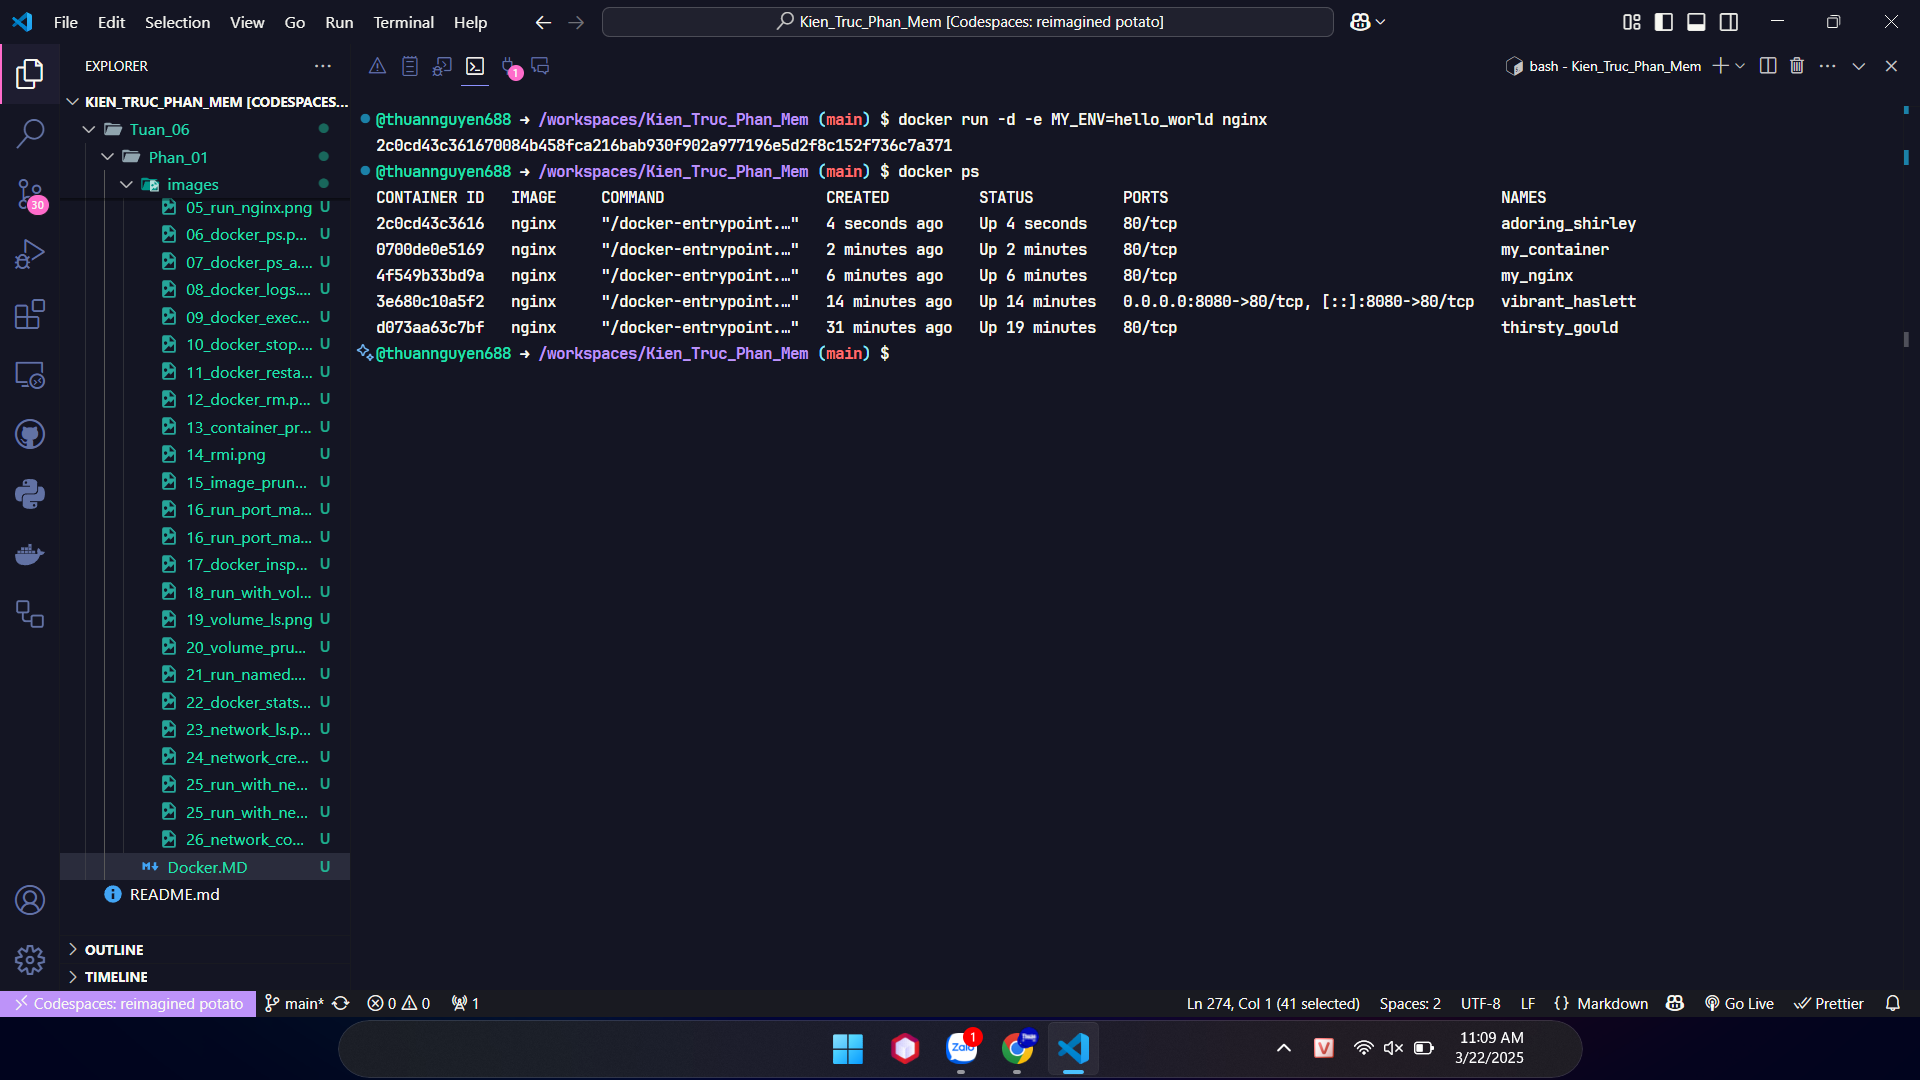 File Edit Selection View Go Run Terminal Help
Kien_Truc_Phan_Mem [Codespaces: reimagined potato]
EXPLORER
KIEN_TRUC_PHAN_MEM [CODESPACES...
Tuan_06
Phan_01
images
05_run_nginx.png U
06_docker_ps.p... U
07_docker_ps_a.... U
08_docker_logs.... U
09_docker_exec... U
10_docker_stop.... U
11_docker_resta... U
12_docker_rm.p... U
13_container_pr... U
14_rmi.png U
15_image_prun... U
16_run_port_ma... U
16_run_port_ma... U
17_docker_insp... U
18_run_with_vol... U
19_volume_ls.png U
20_volume_pru... U
21_run_named.... U
22_docker_stats... U
23_network_ls.p... U
24_network_cre... U
25_run_with_ne... U
25_run_with_ne... U
26_network_co... U
Docker.MD U
README.md
OUTLINE
TIMELINE
30
1
bash - Kien_Truc_Phan_Mem
@thuannguyen688 ➜ /workspaces/Kien_Truc_Phan_Mem (main) $ docker run -d -e MY_ENV=hello_world nginx
2c0cd43c361670084b458fca216bab930f902a977196e5d2f8c152f736c7a371
@thuannguyen688 ➜ /workspaces/Kien_Truc_Phan_Mem (main) $ docker ps
CONTAINER ID IMAGE COMMAND CREATED STATUS PORTS NAMES
2c0cd43c3616 nginx "/docker-entrypoint.…" 4 seconds ago Up 4 seconds 80/tcp adoring_shirley
0700de0e5169 nginx "/docker-entrypoint.…" 2 minutes ago Up 2 minutes 80/tcp my_container
4f549b33bd9a nginx "/docker-entrypoint.…" 6 minutes ago Up 6 minutes 80/tcp my_nginx
3e680c10a5f2 nginx "/docker-entrypoint.…" 14 minutes ago Up 14 minutes 0.0.0.0:8080->80/tcp, [::]:8080->80/tcp vibrant_haslett
d073aa63c7bf nginx "/docker-entrypoint.…" 31 minutes ago Up 19 minutes 80/tcp thirsty_gould
@thuannguyen688 ➜ /workspaces/Kien_Truc_Phan_Mem (main) $
Codespaces: reimagined potato main* 0 0 1 Ln 274, Col 1 (41 selected) Spaces: 2 UTF-8 LF {} Markdown Go Live Prettier
Zalo 1
V
11:09 AM
3/22/2025